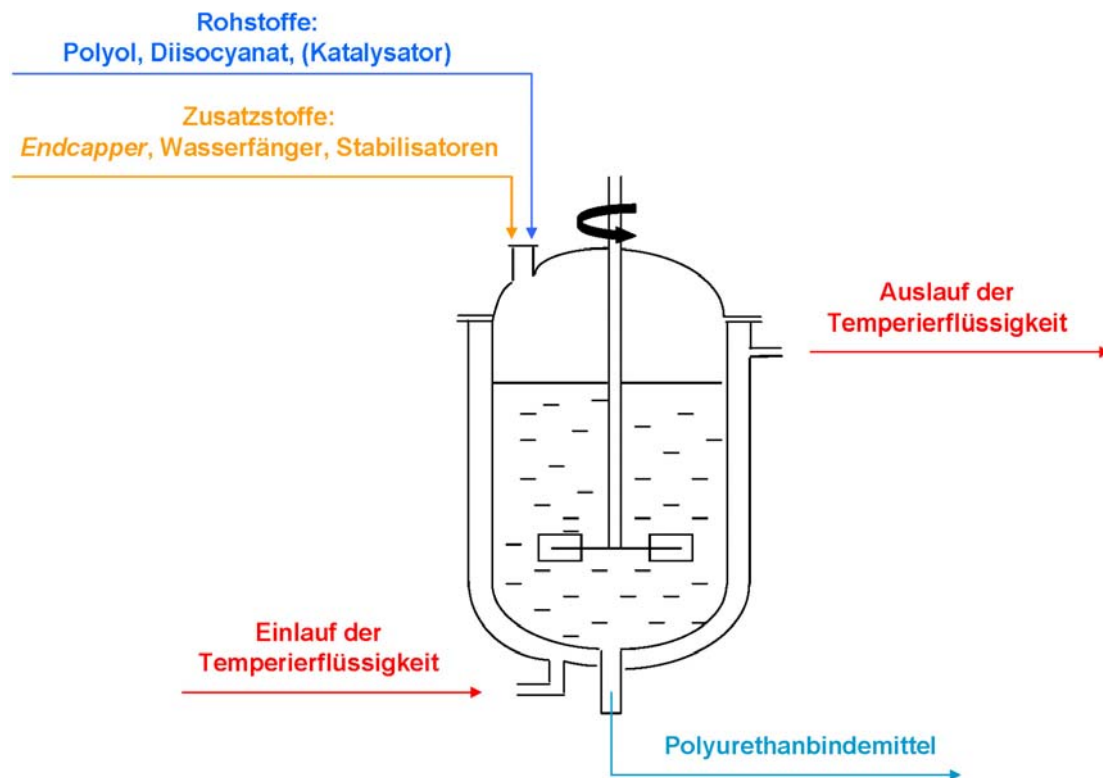 Rohstoffe:
Polyol, Diisocyanat, (Katalysator)
Zusatzstoffe:
Endcapper, Wasserfänger, Stabilisatoren
Auslauf der
Temperierflüssigkeit
Einlauf der
Temperierflüssigkeit
Polyurethanbindemittel